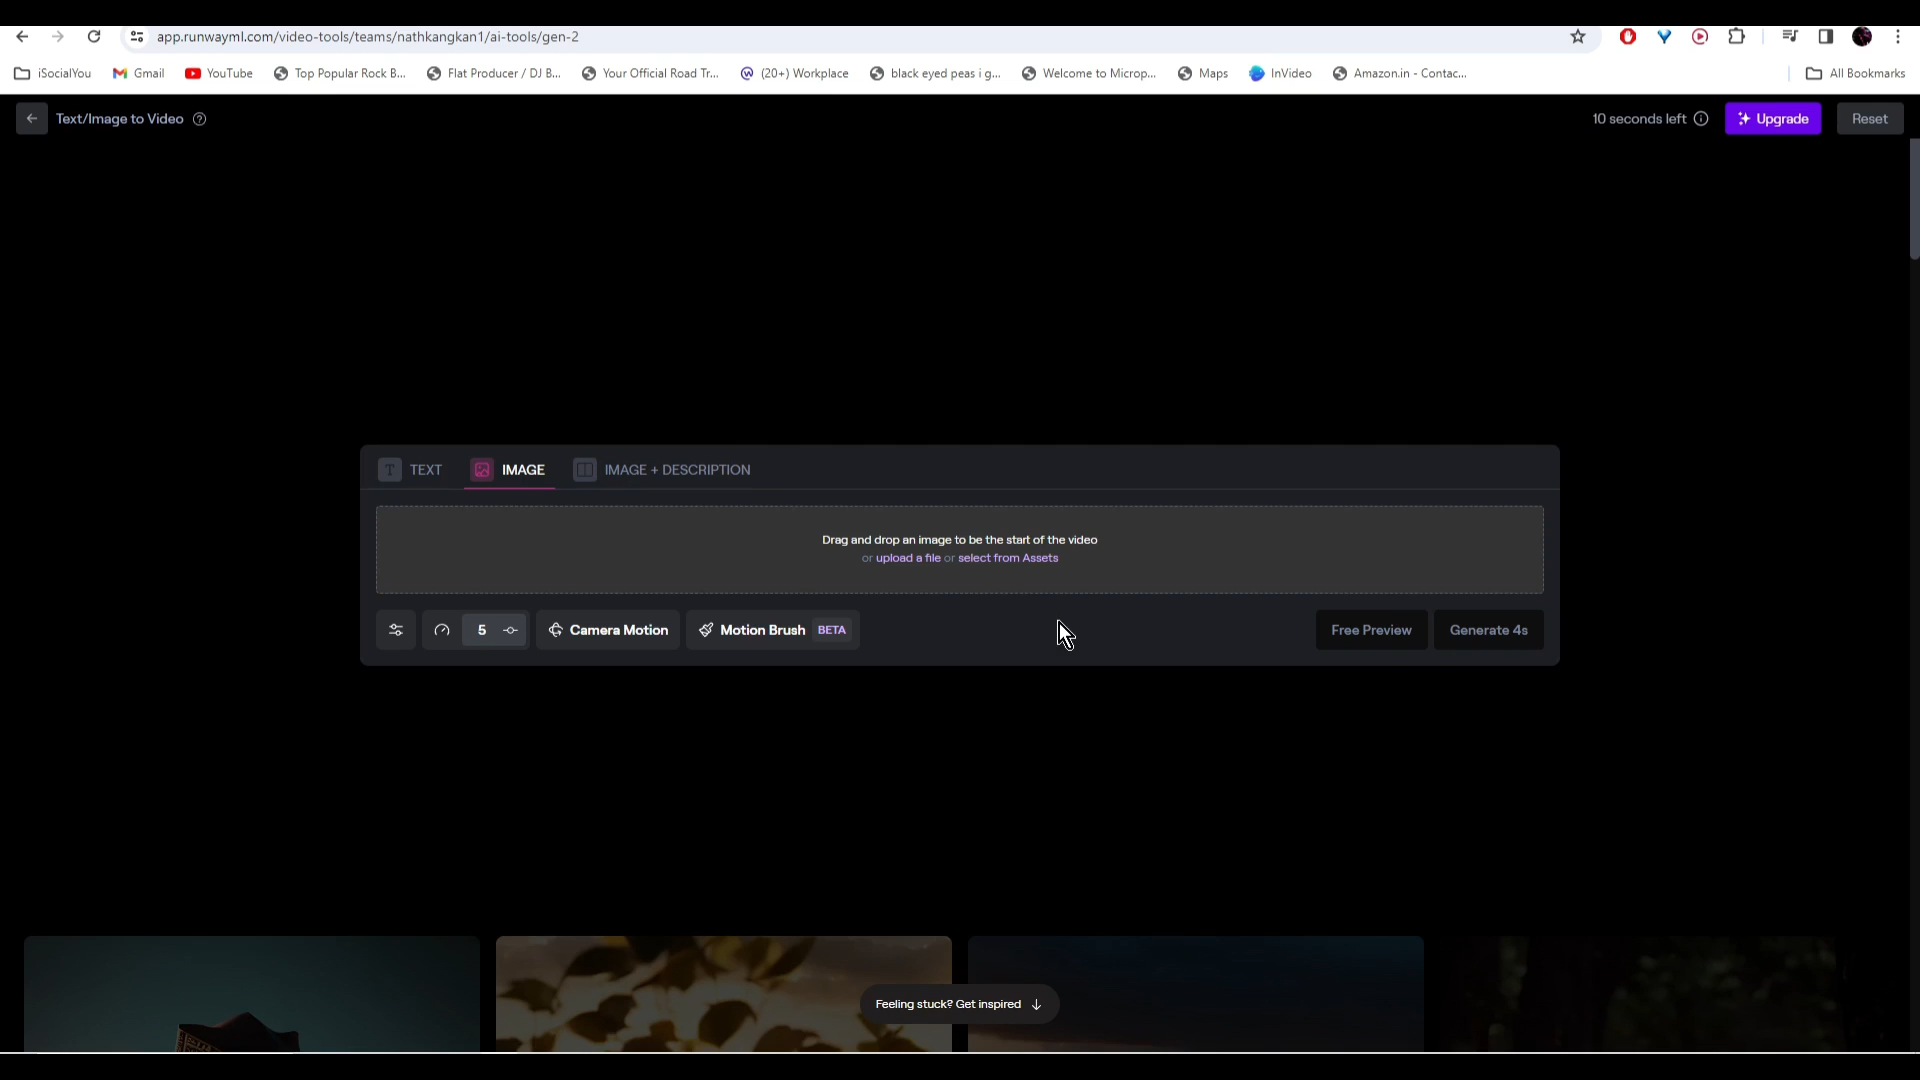 app.runwayml.com/video-tools/teams/nathkangkan1/ai-tools/gen-2
iSocialYou Gmail YouTube Top Popular Rock B... Flat Producer / DJ B... Your Official Road Tr... (20+) Workplace black eyed peas i g... Welcome to Microp... Maps InVideo Amazon.in - Contac... All Bookmarks
Text/Image to Video 10 seconds left Upgrade Reset
TEXT IMAGE IMAGE + DESCRIPTION
Drag and drop an image to be the start of the video
or upload a file or select from Assets
5 Camera Motion Motion Brush BETA Free Preview Generate 4s
Feeling stuck? Get inspired